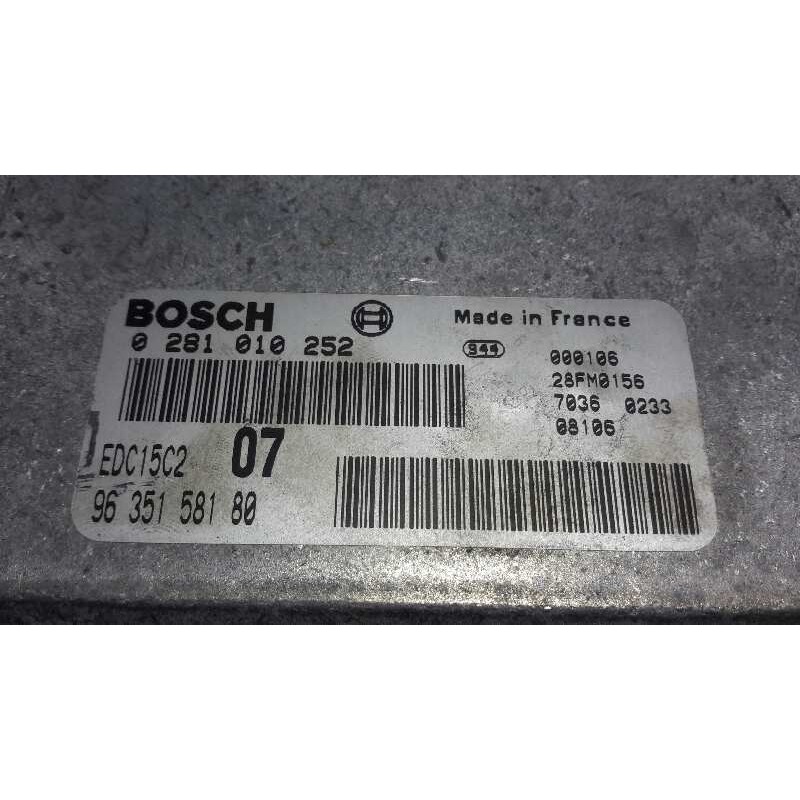 BOSCH Made in France
0 281 010 252 S44 000106
28FM0156
7036 0233
08106
EDC15C2 07
96 351 581 80